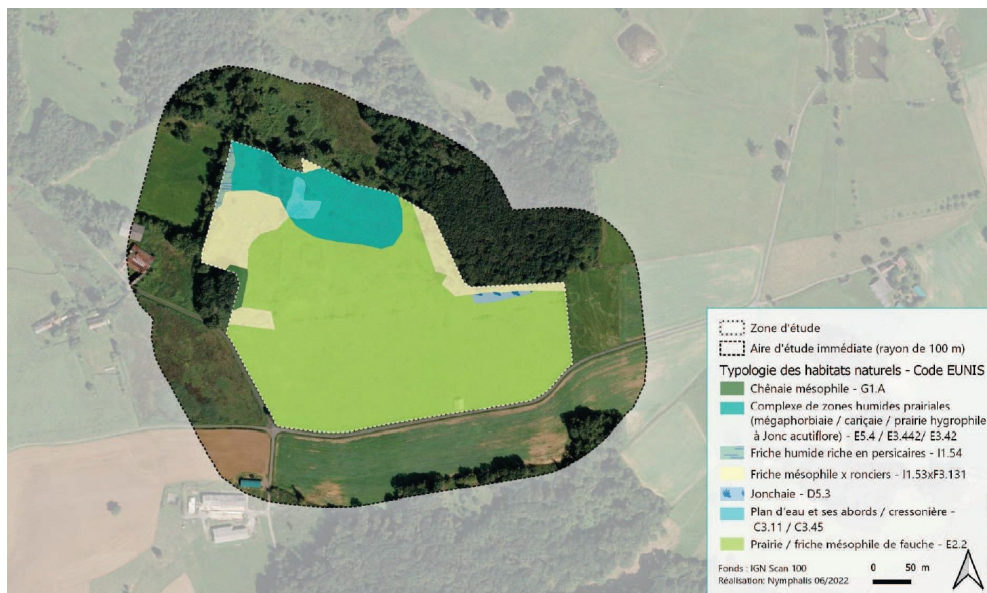 Zone d'étude
Aire d'étude immédiate (rayon de 100 m)
Typologie des habitats naturels - Code EUNIS
Chênaie mésophile - G1.A
Complexe de zones humides prairiales
(mégaphorbiaie / cariçaie / prairie hygrophile
à Jonc acutiflore) - E5.4 / E3.442/ E3.42
Friche humide riche en persicaires - I1.54
Friche mésophile x ronciers - I1.53xF3.131
Jonchaie - D5.3
Plan d'eau et ses abords / cressonière -
C3.11 / C3.45
Prairie / friche mésophile de fauche - E2.2
Fonds : IGN Scan 100
Réalisation: Nymphalis 06/2022
0 50 m